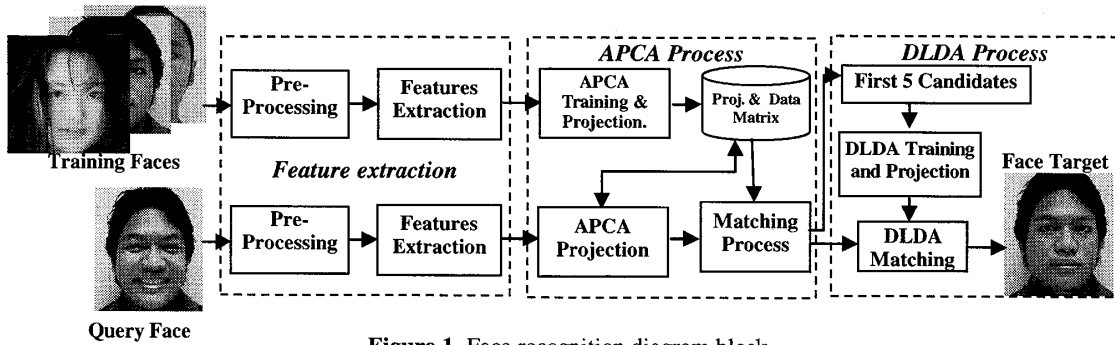 Training Faces
Query Face
Pre-
Processing
Features
Extraction
Feature extraction
Pre-
Processing
Features
Extraction
APCA Process
APCA
Training &
Projection.
Proj. & Data
Matrix
APCA
Projection
Matching
Process
DLDA Process
First 5 Candidates
DLDA Training
and Projection
DLDA
Matching
Face Target
Figure 1. Face recognition diagram block